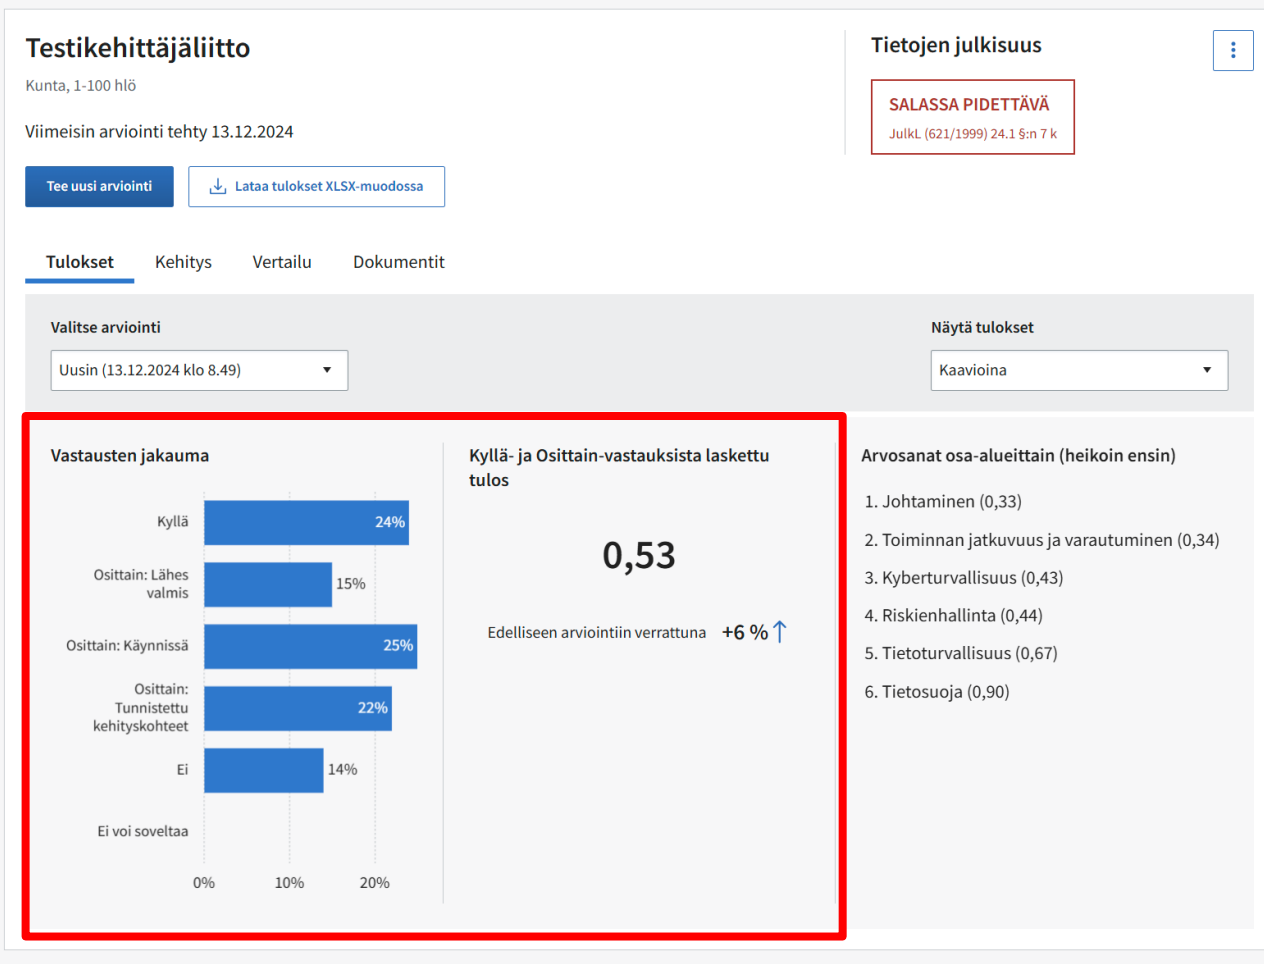 Testikehittäjäliitto
Kunta, 1-100 hlö
Viimeisin arviointi tehty 13.12.2024
Tee uusi arviointi
Lataa tulokset XLSX-muodossa
Tietojen julkisuus
SALASSA PIDETTÄVÄ
JulkL (621/1999) 24.1 §:n 7 k
Tulokset
Kehitys
Vertailu
Dokumentit
Valitse arviointi
Uusin (13.12.2024 klo 8.49)
Näytä tulokset
Kaavioina
Vastausten jakauma
Kyllä
24%
Osittain: Lähes
valmis
15%
Osittain: Käynnissä
25%
Osittain:
Tunnistettu
kehityskohteet
22%
Ei
14%
Ei voi soveltaa
0%
10%
20%
Kyllä- ja Osittain-vastauksista laskettu
tulos
0,53
Edelliseen arviointiin verrattuna +6 %
Arvosanat osa-alueittain (heikoin ensin)
1. Johtaminen (0,33)
2. Toiminnan jatkuvuus ja varautuminen (0,34)
3. Kyberturvallisuus (0,43)
4. Riskienhallinta (0,44)
5. Tietoturvallisuus (0,67)
6. Tietosuoja (0,90)